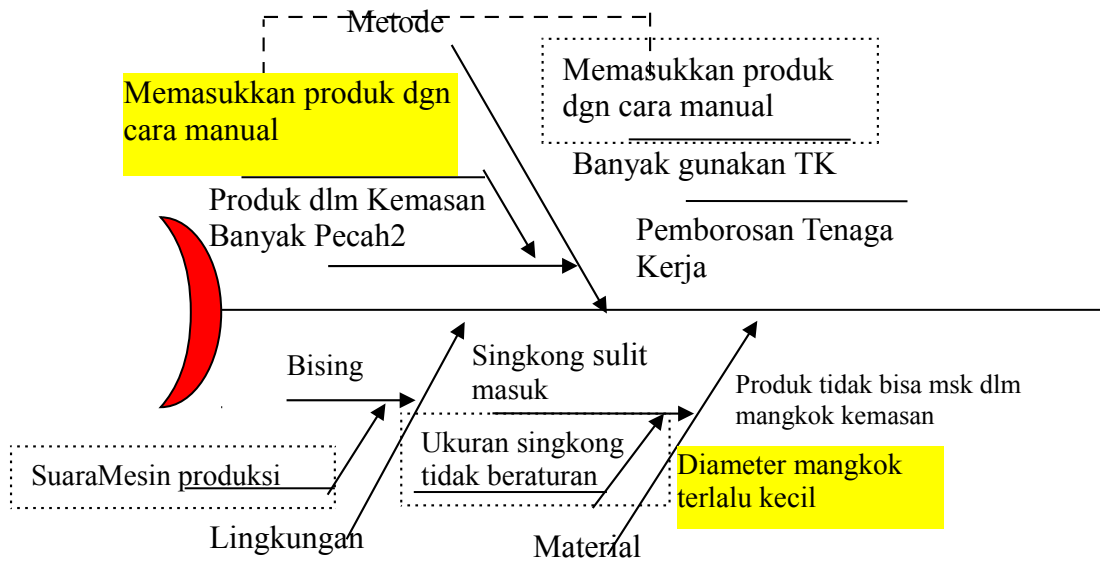 Metode
Memasukkan produk dgn
cara manual
Memasukkan produk
dgn cara manual
Banyak gunakan TK
Produk dlm Kemasan
Banyak Pecah2
Pemborosan Tenaga
Kerja
Bising
Singkong sulit
masuk
Produk tidak bisa msk dlm
mangkok kemasan
SuaraMesin produksi
Ukuran singkong
tidak beraturan
Diameter mangkok
terlalu kecil
Lingkungan
Material